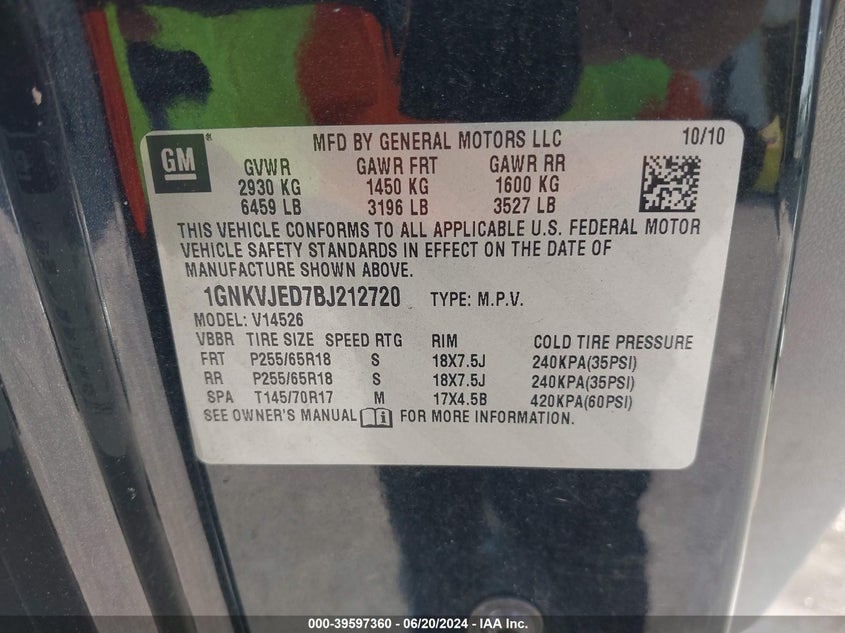 MFD BY GENERAL MOTORS LLC 10/10
GM®
GVWR GAWR FRT GAWR RR
2930 KG 1450 KG 1600 KG
6459 LB 3196 LB 3527 LB
THIS VEHICLE CONFORMS TO ALL APPLICABLE U.S. FEDERAL MOTOR
VEHICLE SAFETY STANDARDS IN EFFECT ON THE DATE OF
MANUFACTURE SHOWN ABOVE.
1GNKVJED7BJ212720 TYPE: M.P.V.
MODEL: V14526
VBBR TIRE SIZE SPEED RTG RIM COLD TIRE PRESSURE
FRT P255/65R18 S 18X7.5J 240KPA(35PSI)
RR P255/65R18 S 18X7.5J 240KPA(35PSI)
SPA T145/70R17 M 17X4.5B 420KPA(60PSI)
SEE OWNER'S MANUAL i FOR MORE INFORMATION.
000-39597360 - 06/20/2024 - IAA Inc.